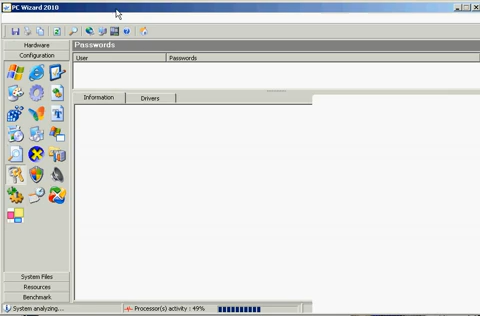 PC Wizard 2010
Hardware
Configuration
Passwords
User
Passwords
Information
Drivers
System Files
Resources
Benchmark
System analyzing...
Processor(s) activity : 49%